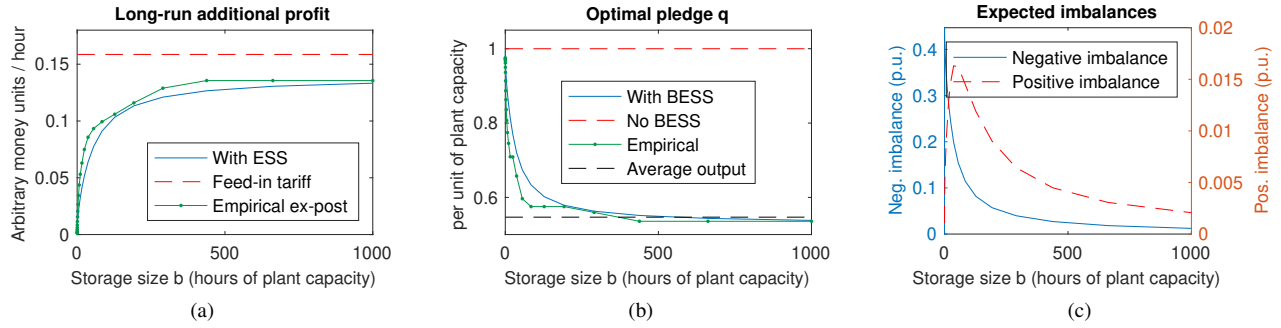 Long-run additional profit
Arbitrary money units / hour
0.15
0.1
0.05
0
With ESS
Feed-in tariff
Empirical ex-post
0
500
1000
Storage size b (hours of plant capacity)
(a)
Optimal pledge q
per unit of plant capacity
1
0.8
0.6
With BESS
No BESS
Empirical
Average output
0
500
1000
Storage size b (hours of plant capacity)
(b)
Expected imbalances
Neg. imbalance (p.u.)
0.4
0.3
0.2
0.1
0
Negative imbalance
Positive imbalance
0.02
0.015
0.01
0.005
0
Pos. imbalance (p.u.)
0
500
1000
Storage size b (hours of plant capacity)
(c)